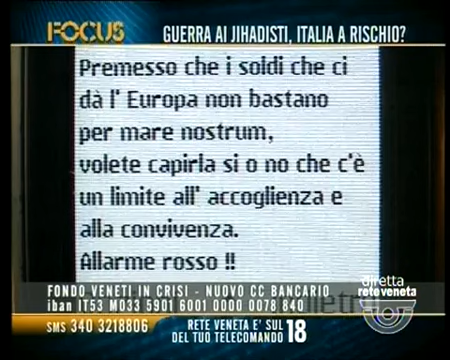 FOCUS
GUERRA AI JIHADISTI, ITALIA A RISCHIO?
Premesso che i soldi che ci
dà l' Europa non bastano
per mare nostrum,
volete capirla si o no che c'è
un limite all' accoglienza e
alla convivenza.
Allarme rosso !!
diretta
reteveneta
FONDO VENETI IN CRISI - NUOVO CC BANCARIO
iban IT53 M033 5901 6001 0000 0078 840
SMS 340 3218806
RETE VENETA E' SUL
DEL TUO TELECOMANDO 18